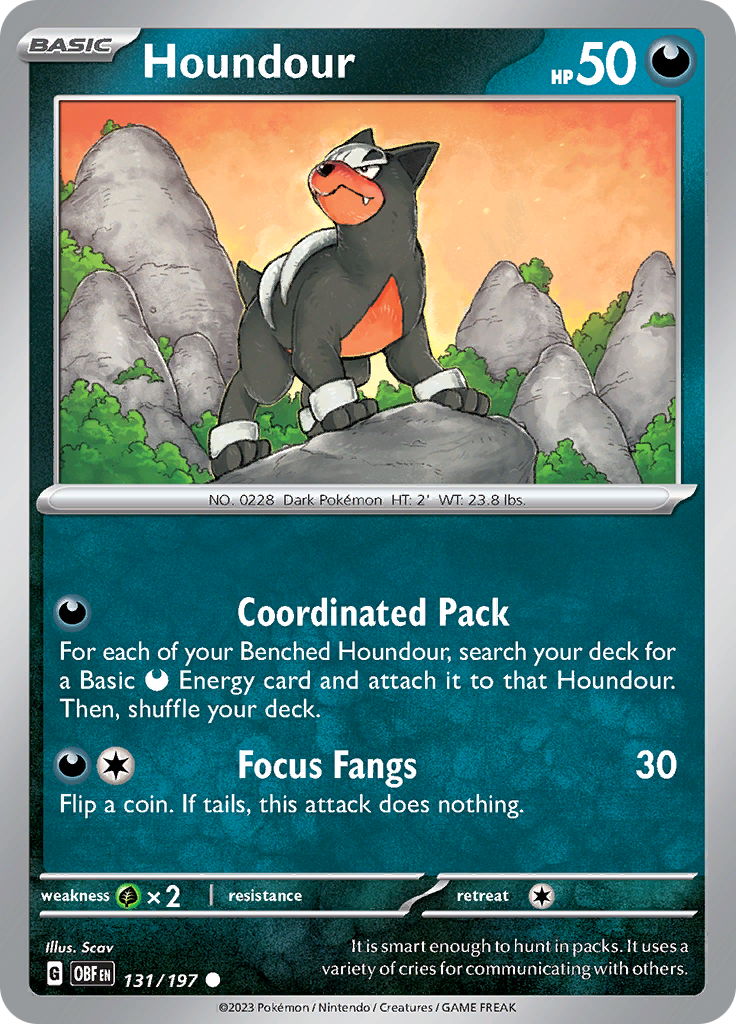 BASIC
Houndour
HP 50
NO. 0228 Dark Pokémon HT: 2' WT: 23.8 lbs.
Coordinated Pack
For each of your Benched Houndour, search your deck for
a Basic Energy card and attach it to that Houndour.
Then, shuffle your deck.
Focus Fangs 30
Flip a coin. If tails, this attack does nothing.
weakness ×2 resistance retreat
Illus. Scav
It is smart enough to hunt in packs. It uses a
variety of cries for communicating with others.
G OBF EN 131/197
©2023 Pokémon / Nintendo / Creatures / GAME FREAK